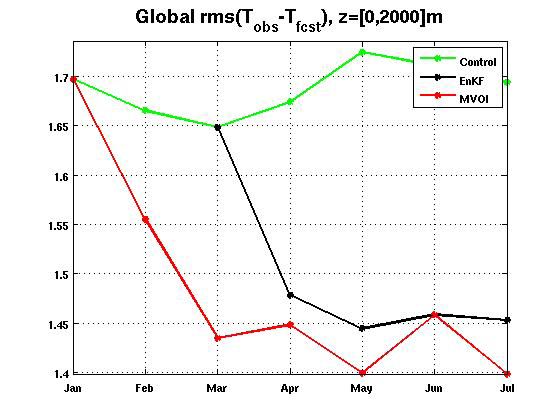 Global rms(T_obs-T_fcst), z=[0,2000]m
Control
EnKF
MVOI
1.7
1.65
1.6
1.55
1.5
1.45
1.4
Jan Feb Mar Apr May Jun Jul